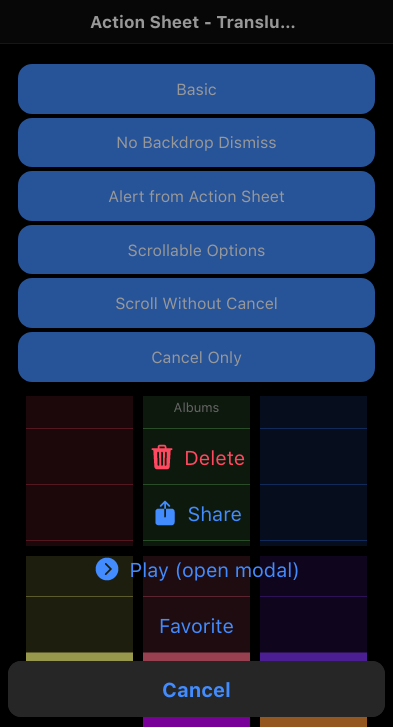 Action Sheet - Translu...
Basic
No Backdrop Dismiss
Alert from Action Sheet
Scrollable Options
Scroll Without Cancel
Cancel Only
Albums
Delete
Share
Play (open modal)
Favorite
Cancel